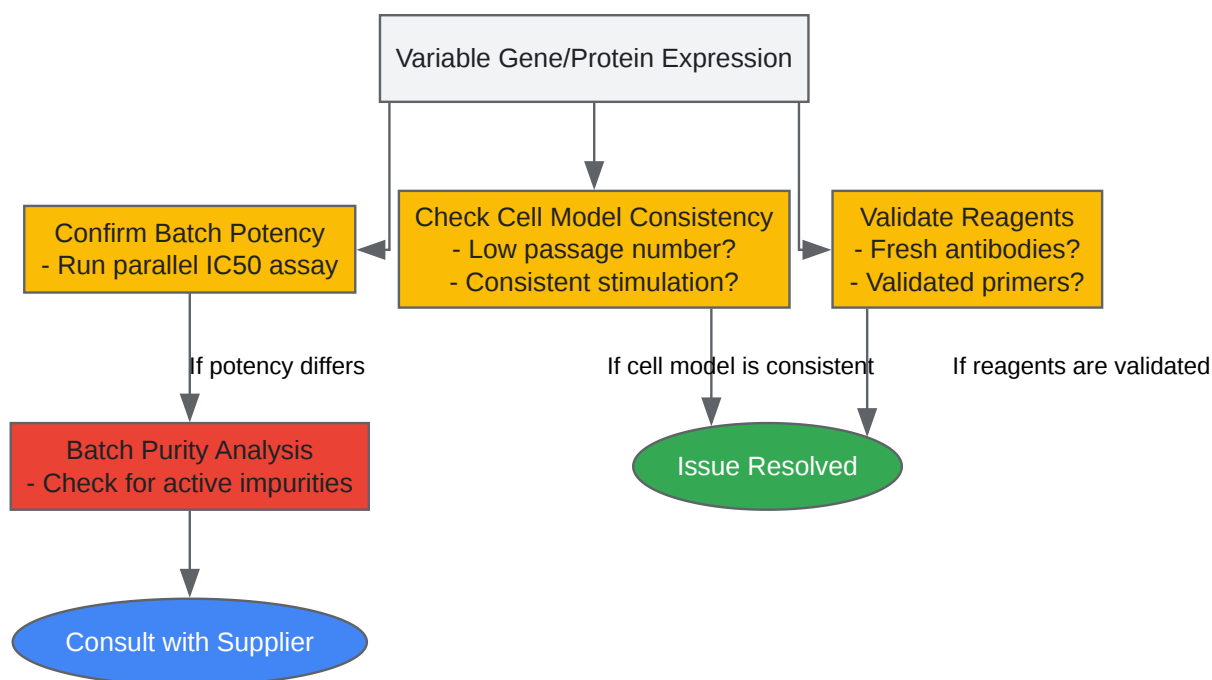 Variable Gene/Protein Expression
Confirm Batch Potency
- Run parallel IC50 assay
Check Cell Model Consistency
- Low passage number?
- Consistent stimulation?
Validate Reagents
- Fresh antibodies?
- Validated primers?
If potency differs
If cell model is consistent
If reagents are validated
Batch Purity Analysis
- Check for active impurities
Issue Resolved
Consult with Supplier